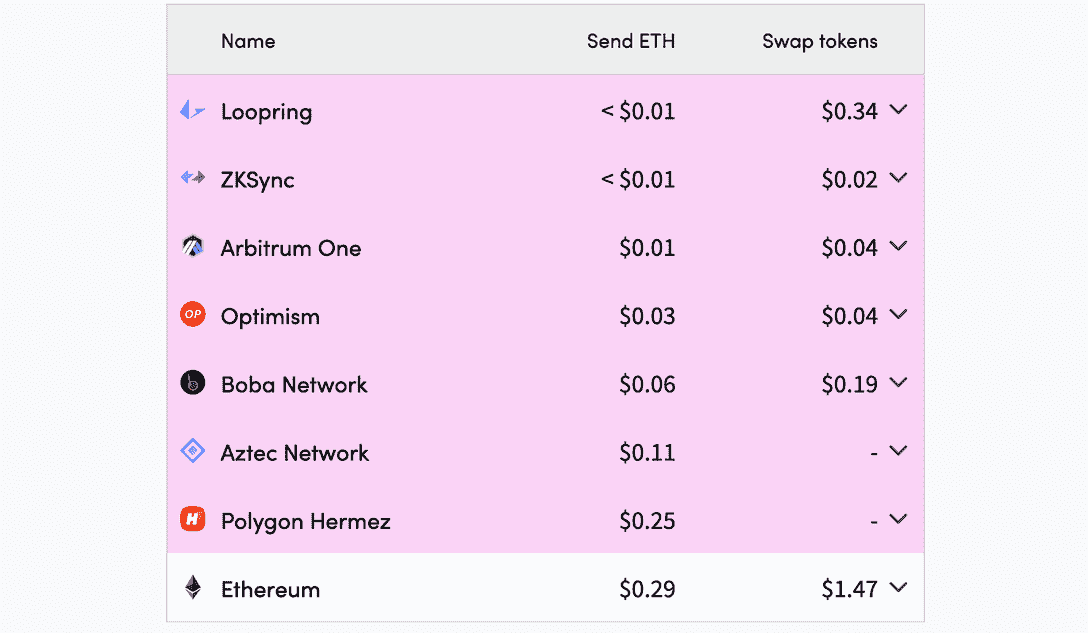 Name Send ETH Swap tokens
Loopring < $0.01 $0.34
ZKSync < $0.01 $0.02
Arbitrum One $0.01 $0.04
OP Optimism $0.03 $0.04
Boba Network $0.06 $0.19
Aztec Network $0.11 -
H Polygon Hermez $0.25 -
Ethereum $0.29 $1.47